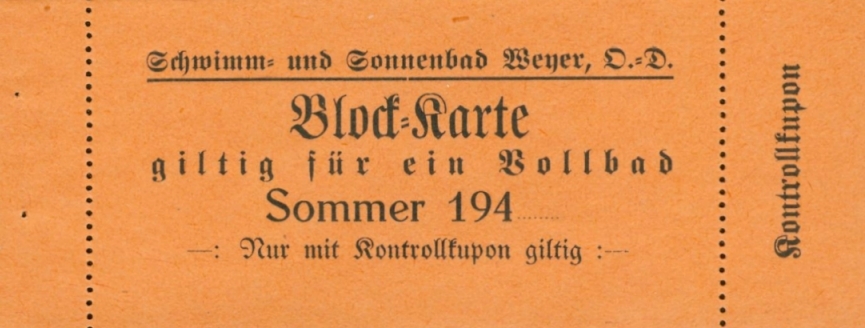 Schwimm- und Sonnenbad Weyer, O.-D.
Block-Karte
giltig für ein Vollbad
Sommer 194........
—: Nur mit Kontrollkupon giltig :—
Kontrollkupon